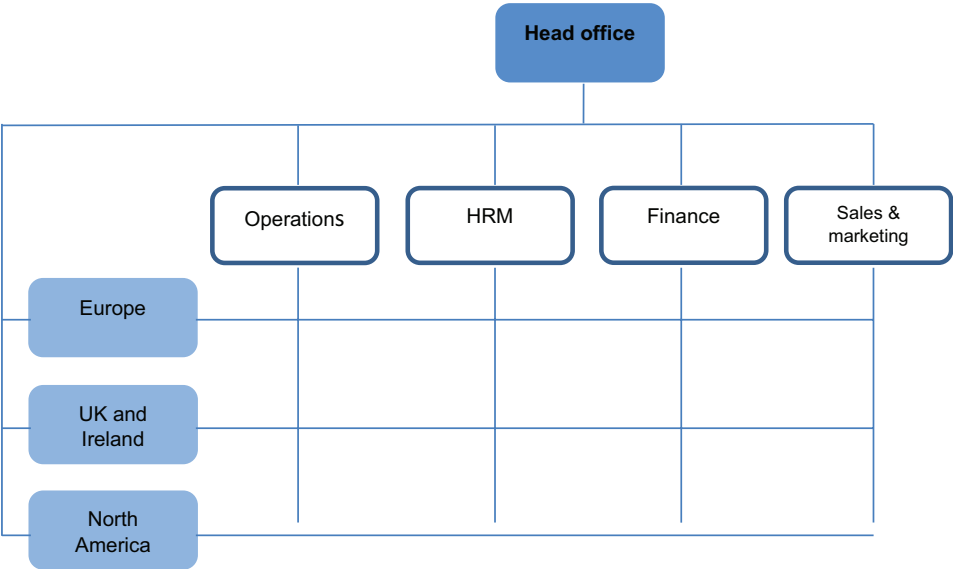 Head office
Operations
HRM
Finance
Sales &
marketing
Europe
UK and
Ireland
North
America